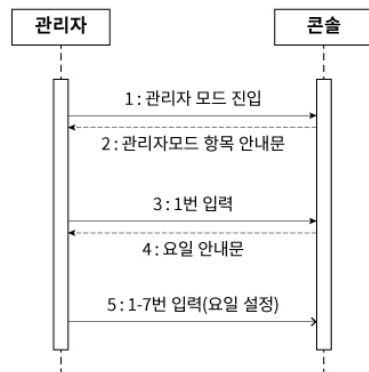 관리자
콘솔
1 : 관리자 모드 진입
2 : 관리자모드 항목 안내문
3 : 1번 입력
4 : 요일 안내문
5 : 1-7번 입력(요일 설정)